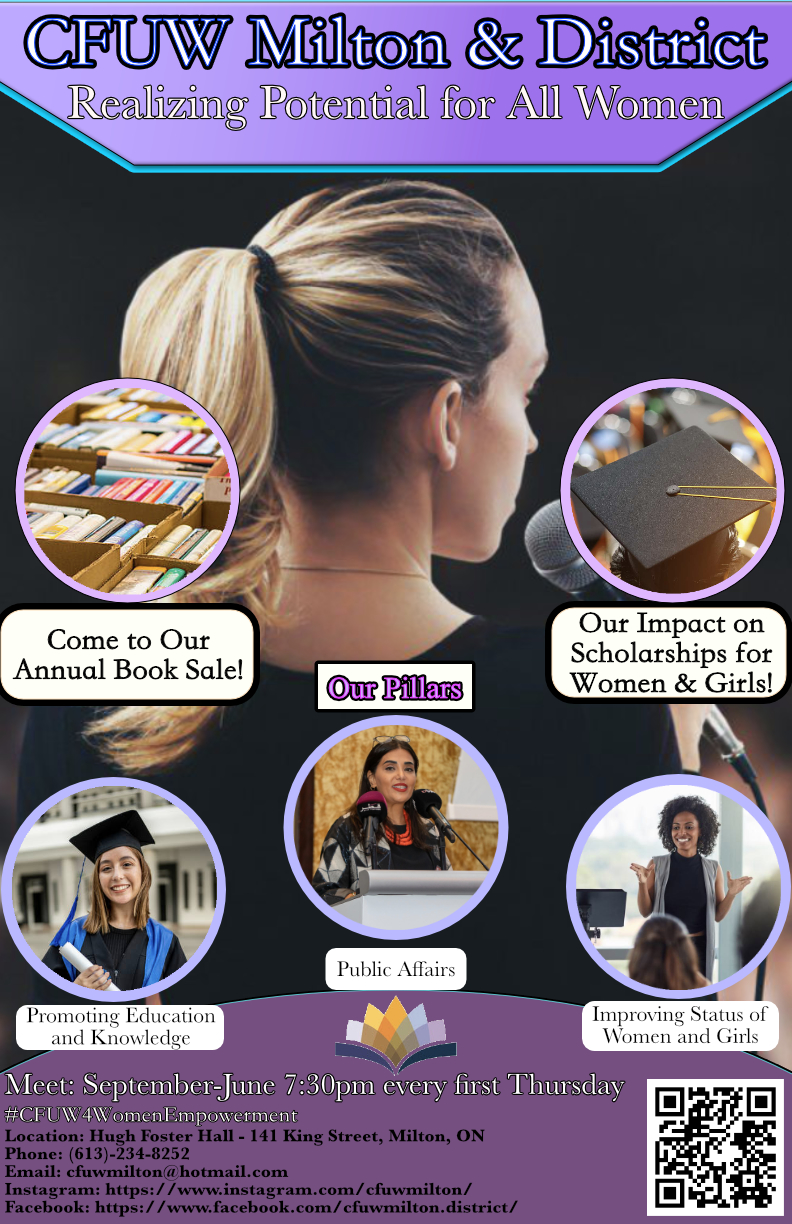 CFUW Milton & District
Realizing Potential for All Women
Come to Our
Annual Book Sale!
Our Impact on
Scholarships for
Women & Girls!
Our Pillars
Public Affairs
Promoting Education
and Knowledge
Improving Status of
Women and Girls
Meet: September-June 7:30pm every first Thursday
#CFUW4WomenEmpowerment
Location: Hugh Foster Hall - 141 King Street, Milton, ON
Phone: (613)-234-8252
Email: cfuwmilton@hotmail.com
Instagram: https://www.instagram.com/cfuwmilton/
Facebook: https://www.facebook.com/cfuwmilton.district/